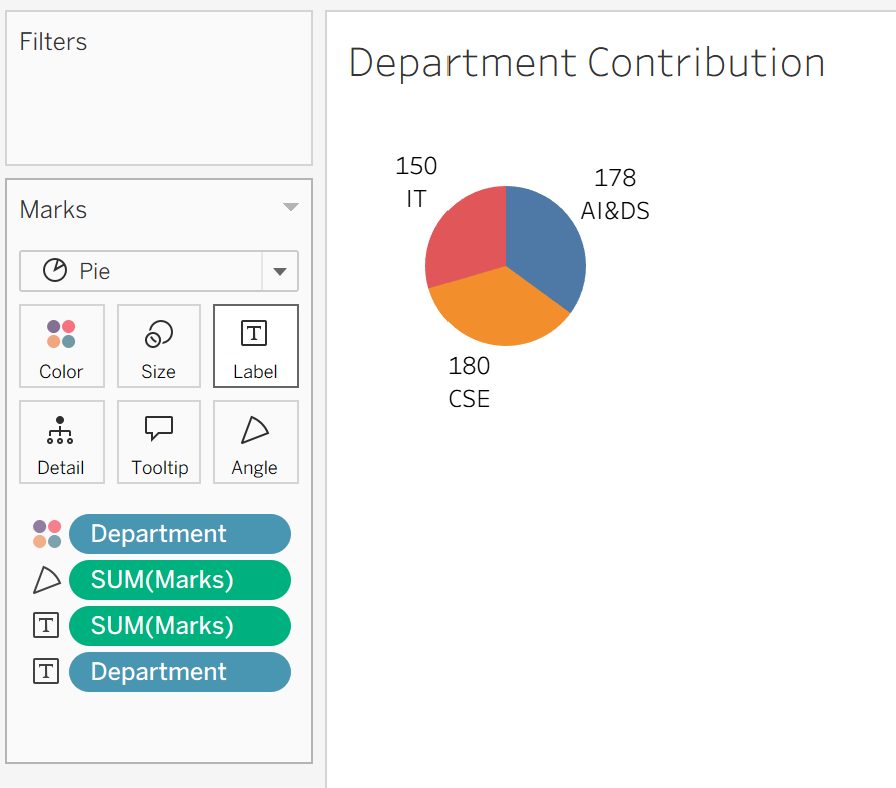 Filters
Marks
Pie
Color
Size
T
Label
Detail
Tooltip
Angle
Department
SUM(Marks)
T
SUM(Marks)
T
Department
Department Contribution
150
IT
178
AI&DS
180
CSE